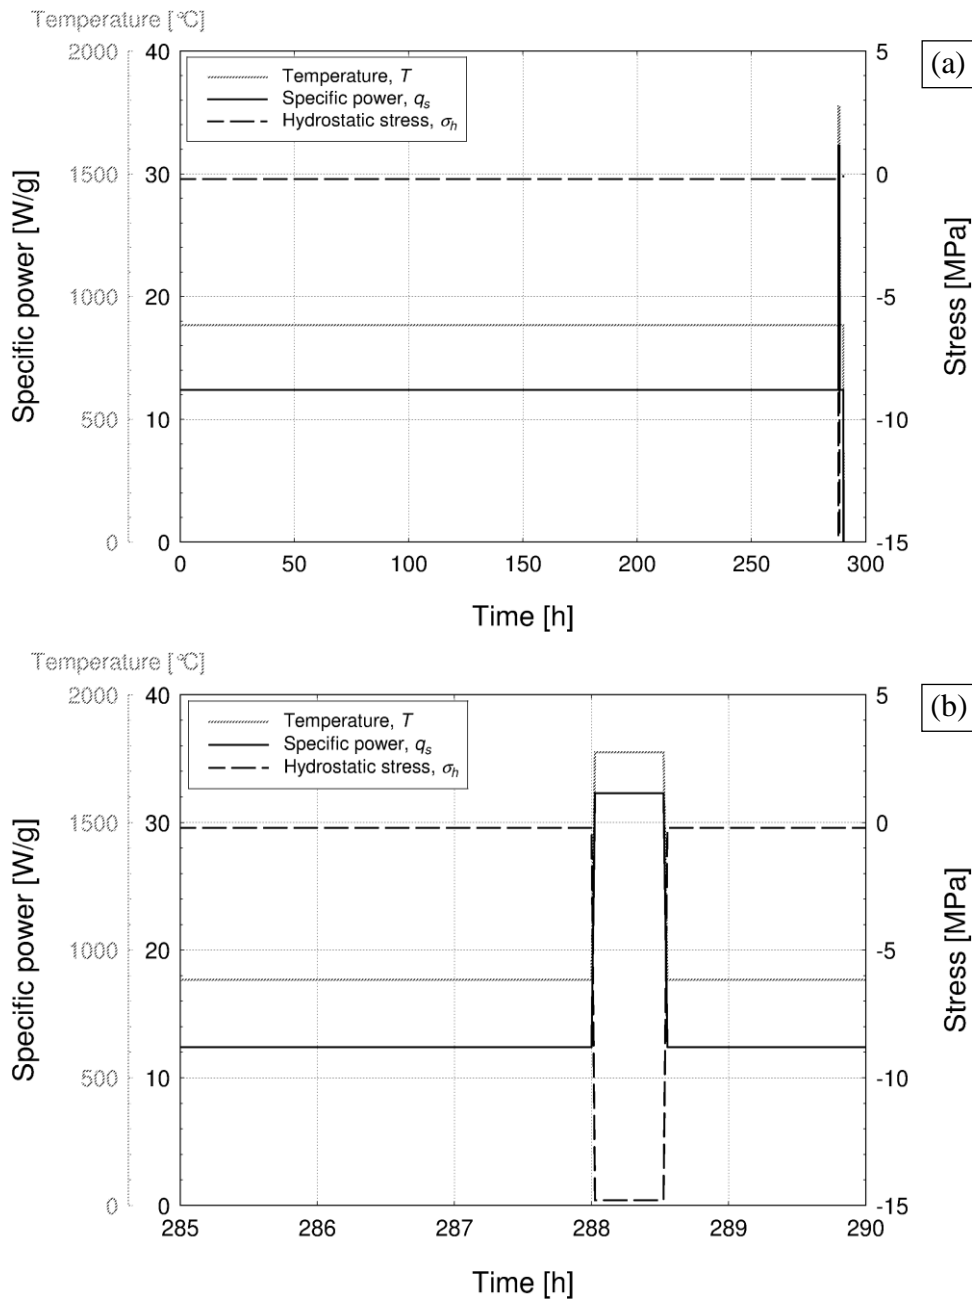 Temperature [°C]
(a)
2000 40 5
Temperature, T
Specific power, qs
Hydrostatic stress, σh
1500 30 0
1000 20 -5
500 10 -10
0 0 -15
Specific power [W/g]
Stress [MPa]
0 50 100 150 200 250 300
Time [h]
Temperature [°C]
(b)
2000 40 5
Temperature, T
Specific power, qs
Hydrostatic stress, σh
1500 30 0
1000 20 -5
500 10 -10
0 0 -15
Specific power [W/g]
Stress [MPa]
285 286 287 288 289 290
Time [h]